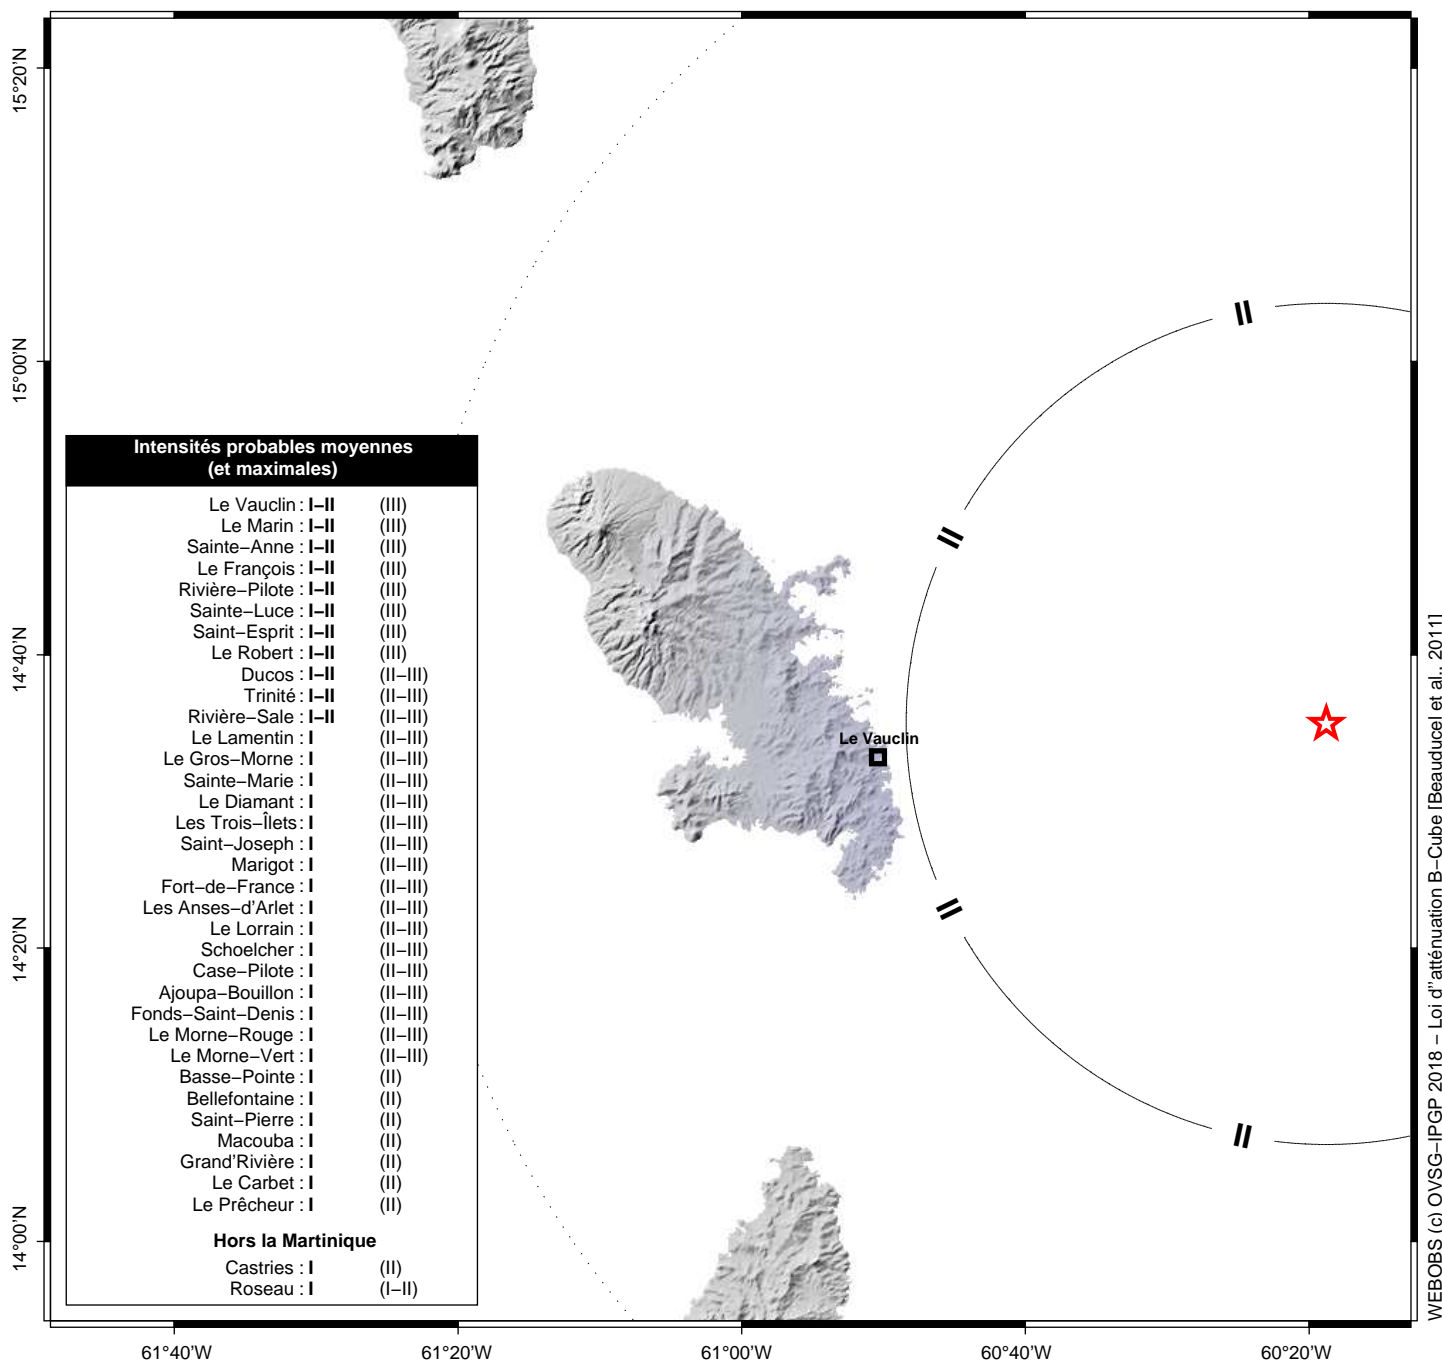 15°20'N
15°00'N
14°40'N
14°20'N
14°00'N
61°40'W
61°20'W
61°00'W
60°40'W
60°20'W
II
II
II
II
Le Vauclin
Intensités probables moyennes
(et maximales)
Le Vauclin : I–II (III)
Le Marin : I–II (III)
Sainte–Anne : I–II (III)
Le François : I–II (III)
Rivière–Pilote : I–II (III)
Sainte–Luce : I–II (III)
Saint–Esprit : I–II (III)
Le Robert : I–II (III)
Ducos : I–II (II–III)
Trinité : I–II (II–III)
Rivière–Sale : I–II (II–III)
Le Lamentin : I (II–III)
Le Gros–Morne : I (II–III)
Sainte–Marie : I (II–III)
Le Diamant : I (II–III)
Les Trois–Îlets : I (II–III)
Saint–Joseph : I (II–III)
Marigot : I (II–III)
Fort–de–France : I (II–III)
Les Anses–d'Arlet : I (II–III)
Le Lorrain : I (II–III)
Schoelcher : I (II–III)
Case–Pilote : I (II–III)
Ajoupa–Bouillon : I (II–III)
Fonds–Saint–Denis : I (II–III)
Le Morne–Rouge : I (II–III)
Le Morne–Vert : I (II–III)
Basse–Pointe : I (II)
Bellefontaine : I (II)
Saint–Pierre : I (II)
Macouba : I (II)
Grand'Rivière : I (II)
Le Carbet : I (II)
Le Prêcheur : I (II)
Hors la Martinique
Castries : I (II)
Roseau : I (I–II)
WEBOBS (c) OVSG–IPGP 2018 – Loi d''atténuation B–Cube [Beauducel et al., 2011]